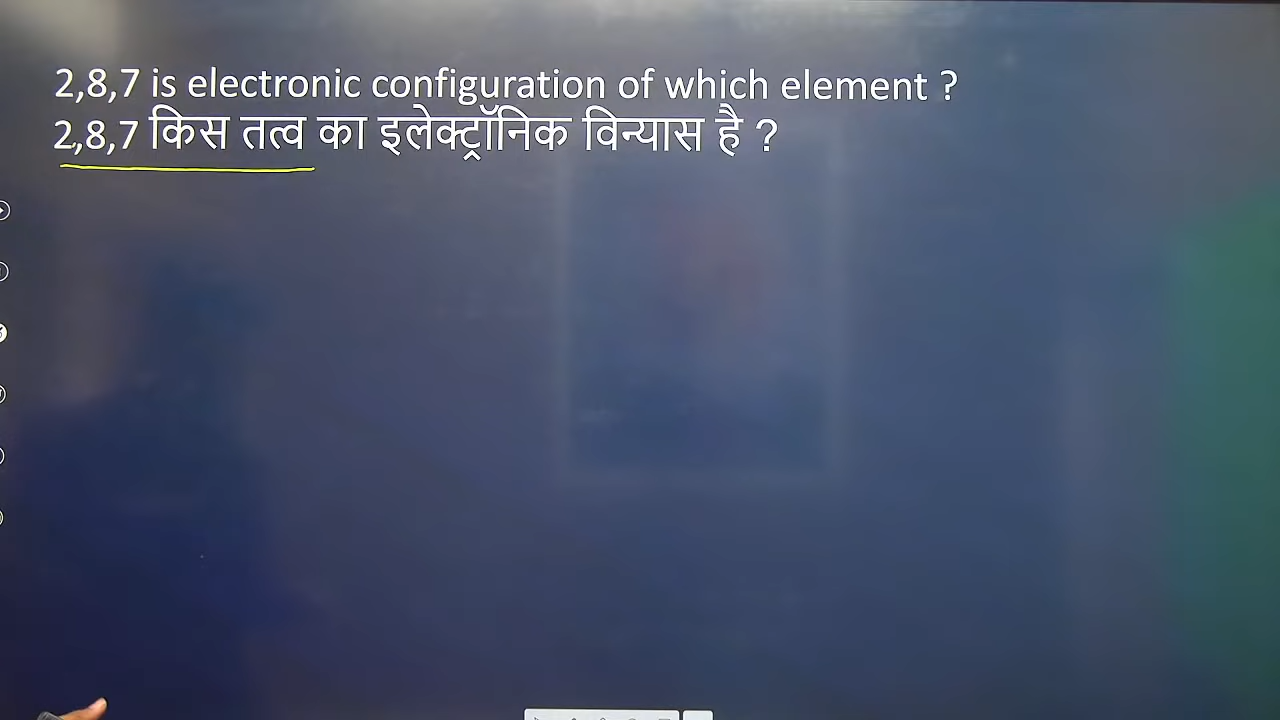 2,8,7 is electronic configuration of which element ?
2,8,7 किस तत्व का इलेक्ट्रॉनिक विन्यास है ?